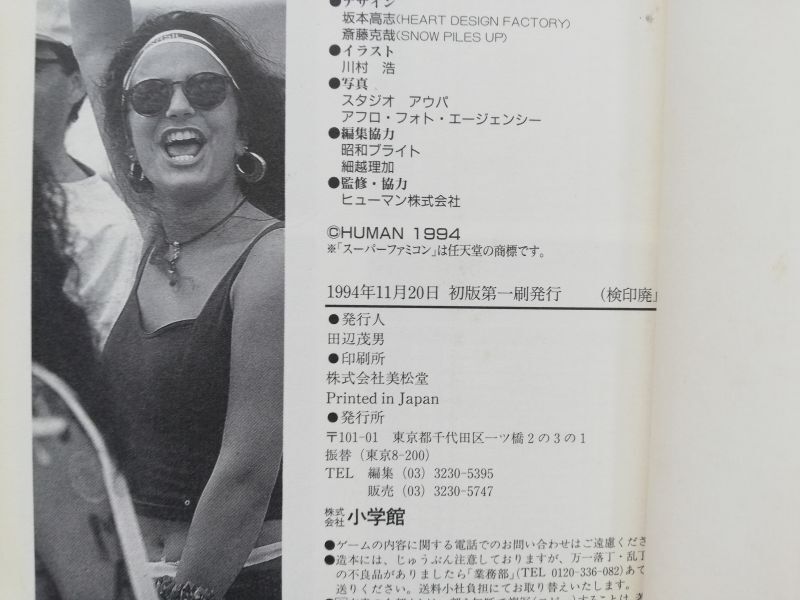 ●デザイン
坂本高志(HEART DESIGN FACTORY)
斎藤克哉(SNOW PILES UP)
●イラスト
川村 浩
●写真
スタジオ アウパ
アフロ・フォト・エージェンシー
●編集協力
昭和ブライト
細越理加
●監修・協力
ヒューマン株式会社
©HUMAN 1994
※「スーパーファミコン」は任天堂の商標です。
1994年11月20日 初版第一刷発行 (検印廃止
●発行人
田辺茂男
●印刷所
株式会社美松堂
Printed in Japan
●発行所
〒101-01 東京都千代田区一ツ橋2の3の1
振替(東京8-200)
TEL 編集(03)3230-5395
販売(03)3230-5747
株式会社 小学館
●ゲームの内容に関する電話でのお問い合わせはご遠慮くださ
●造本には、じゅうぶん注意しておりますが、万一落丁・乱丁
の不良品がありましたら「業務部」(TEL 0120-336-082)あて
送りください。送料小社負担にてお取り替えいたします。